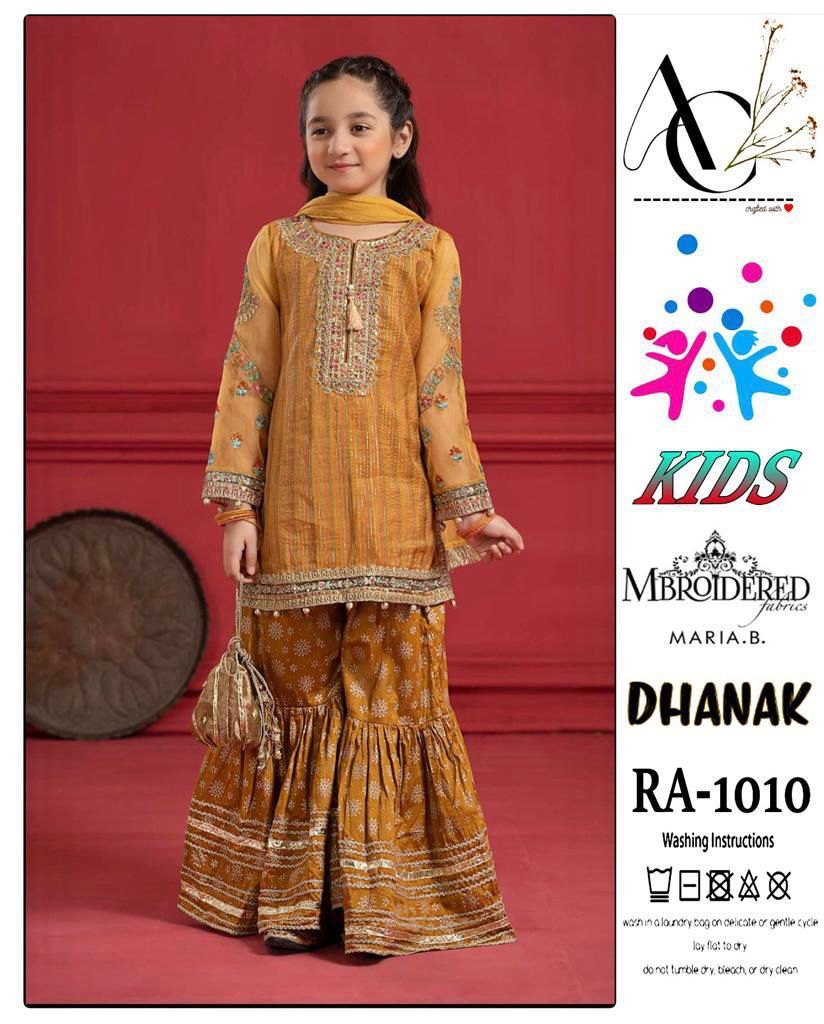 AC
crafted with ❤
KIDS
MBROIDERED
fabrics
MARIA.B.
DHANAK
RA-1010
Washing Instructions
wash in a laundry bag on delicate or gentle cycle
lay flat to dry
do not tumble dry, bleach, or dry clean